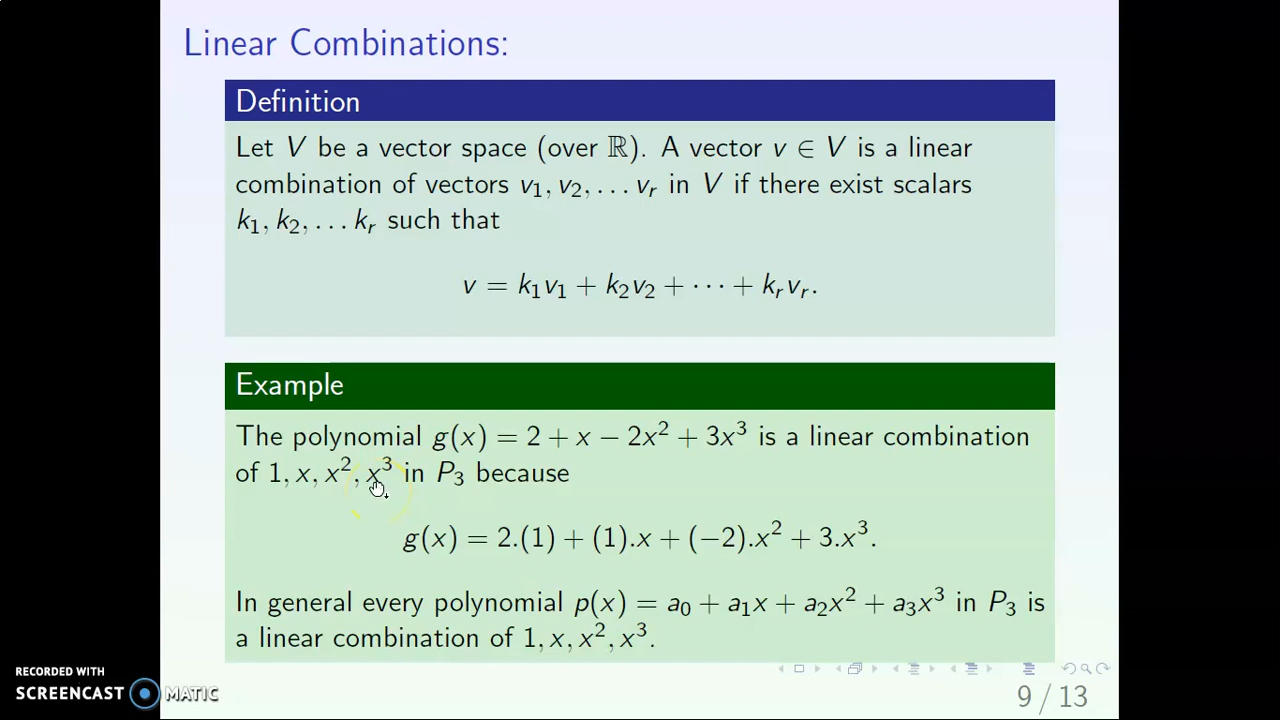 Linear Combinations:
Definition
Let V be a vector space (over ℝ). A vector v ∈ V is a linear
combination of vectors v₁, v₂, . . . vᵣ in V if there exist scalars
k₁, k₂, . . . kᵣ such that
v = k₁v₁ + k₂v₂ + · · · + kᵣvᵣ.
Example
The polynomial g(x) = 2 + x − 2x² + 3x³ is a linear combination
of 1, x, x², x³ in P₃ because
g(x) = 2.(1) + (1).x + (−2).x² + 3.x³.
In general every polynomial p(x) = a₀ + a₁x + a₂x² + a₃x³ in P₃ is
a linear combination of 1, x, x², x³.
RECORDED WITH
SCREENCAST MATIC
9 / 13